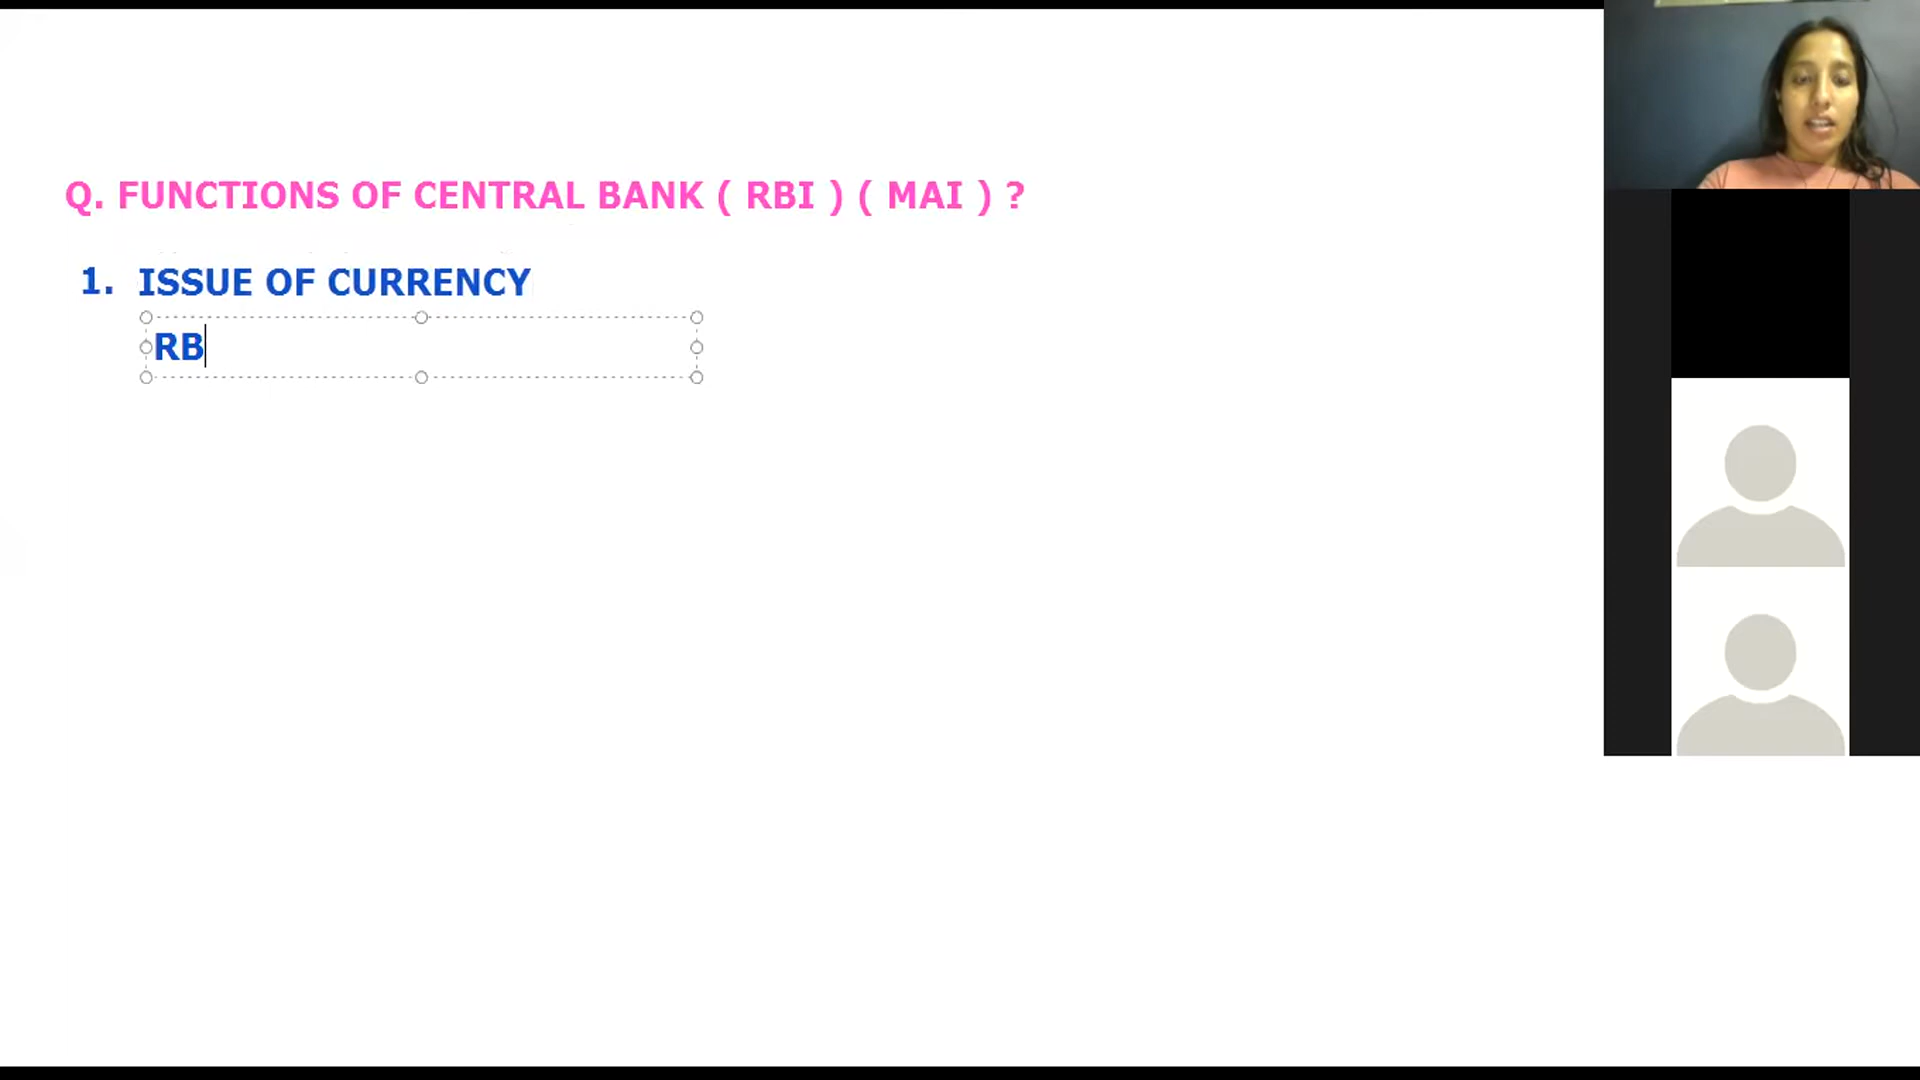 Q. FUNCTIONS OF CENTRAL BANK ( RBI ) ( MAI ) ?
1. ISSUE OF CURRENCY
RB